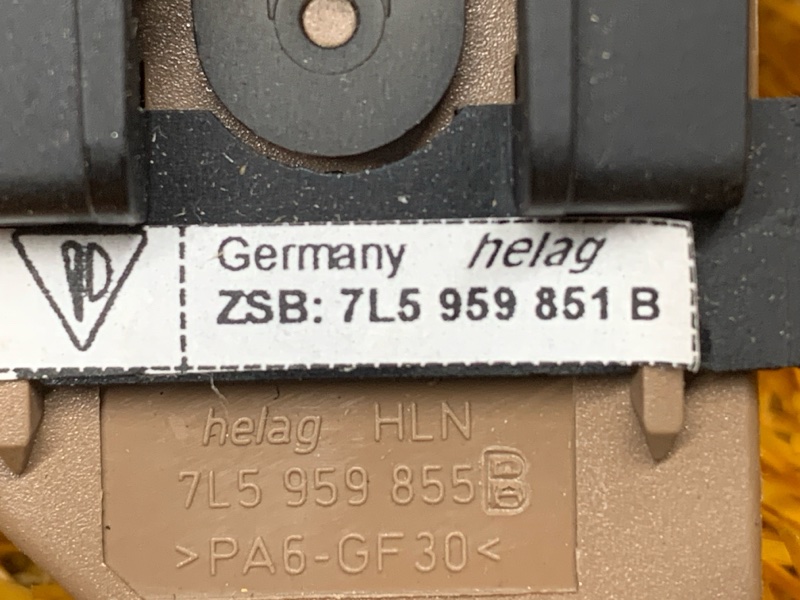 Germany helag
ZSB: 7L5 959 851 B
helag HLN
7L5 959 855 B
>PA6-GF30<